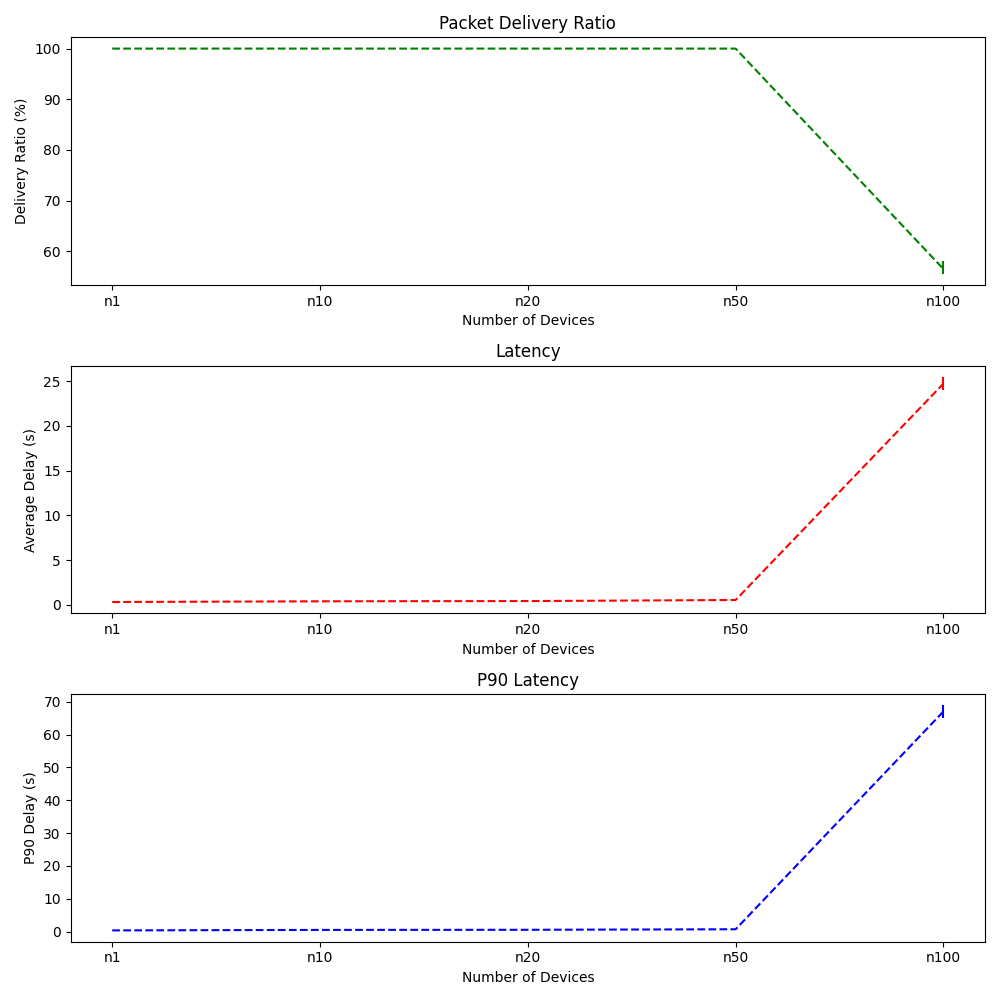 Packet Delivery Ratio
Delivery Ratio (%)
100
90
80
70
60
n1 n10 n20 n50 n100
Number of Devices
Latency
Average Delay (s)
25
20
15
10
5
0
n1 n10 n20 n50 n100
Number of Devices
P90 Latency
P90 Delay (s)
70
60
50
40
30
20
10
0
n1 n10 n20 n50 n100
Number of Devices